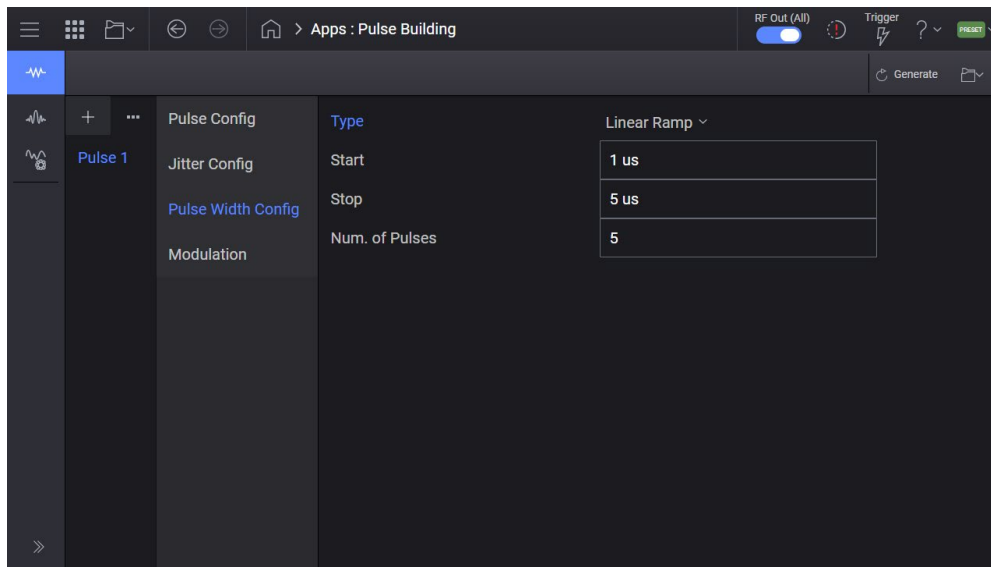 Apps : Pulse Building
RF Out (All)
Trigger
?
PRESET
Generate
+
Pulse 1
Pulse Config
Jitter Config
Pulse Width Config
Modulation
Type
Linear Ramp
Start
1 us
Stop
5 us
Num. of Pulses
5